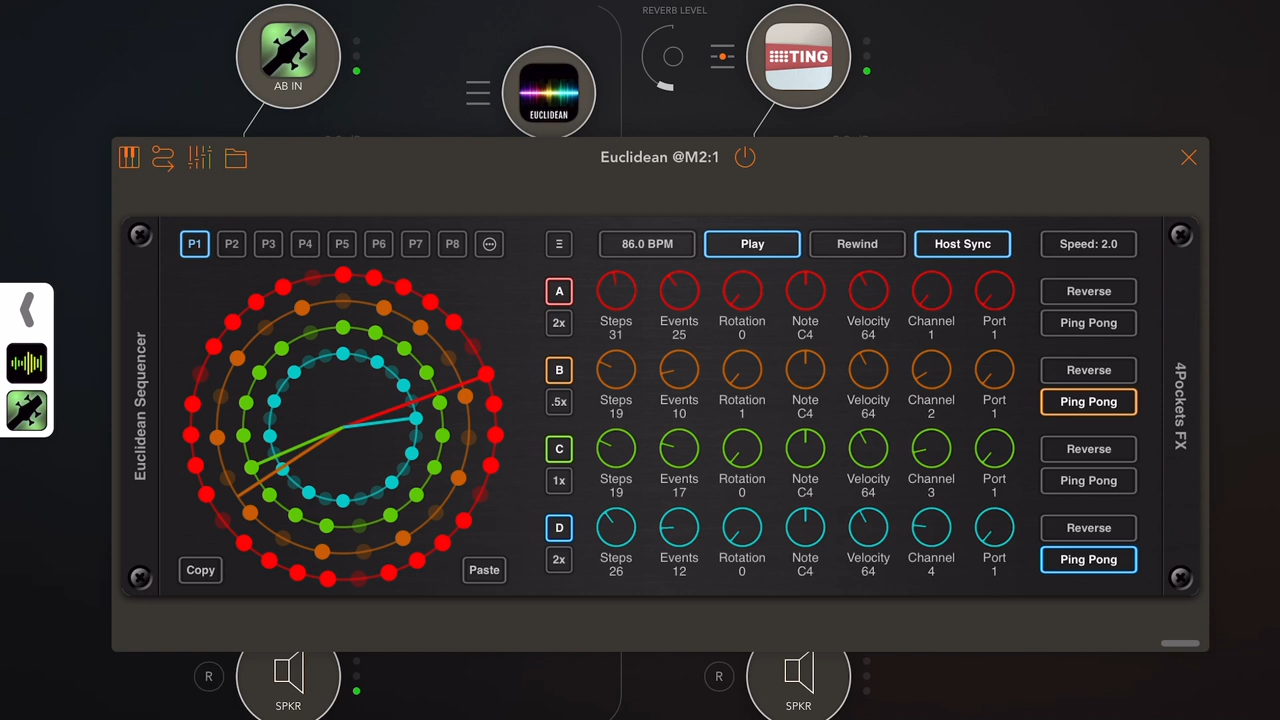 REVERB LEVEL
TING
AB IN
EUCLIDEAN
Euclidean @M2:1
P1 P2 P3 P4 P5 P6 P7 P8
86.0 BPM Play Rewind Host Sync Speed: 2.0
Euclidean Sequencer
A
2x
Steps Events Rotation Note Velocity Channel Port
31 25 0 C4 64 1 1
Reverse
Ping Pong
B
.5x
Steps Events Rotation Note Velocity Channel Port
19 10 1 C4 64 2 1
Reverse
Ping Pong
C
1x
Steps Events Rotation Note Velocity Channel Port
19 17 0 C4 64 3 1
Reverse
Ping Pong
D
2x
Steps Events Rotation Note Velocity Channel Port
26 12 0 C4 64 4 1
Reverse
Ping Pong
4Pockets FX
Copy Paste
R
SPKR
R
SPKR